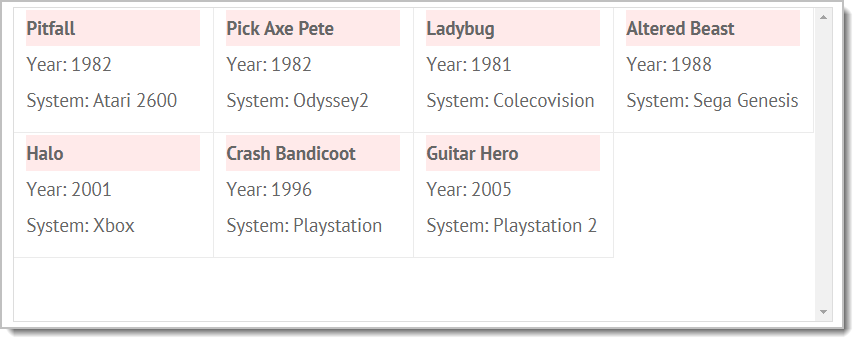 Pitfall
Year: 1982
System: Atari 2600
Pick Axe Pete
Year: 1982
System: Odyssey2
Ladybug
Year: 1981
System: Colecovision
Altered Beast
Year: 1988
System: Sega Genesis
Halo
Year: 2001
System: Xbox
Crash Bandicoot
Year: 1996
System: Playstation
Guitar Hero
Year: 2005
System: Playstation 2